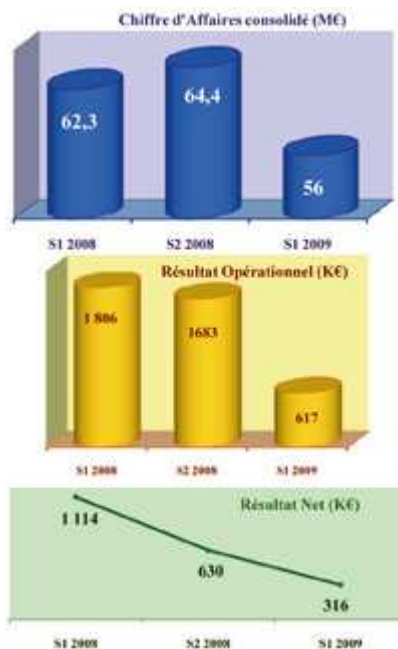 Chiffre d'Affaires consolidé (M€)
62,3
64,4
56
S1 2008 S2 2008 S1 2009
Résultat Opérationnel (K€)
1 806
1683
617
S1 2008 S2 2008 S1 2009
Résultat Net (K€)
1 114
630
316
S1 2008 S2 2008 S1 2009